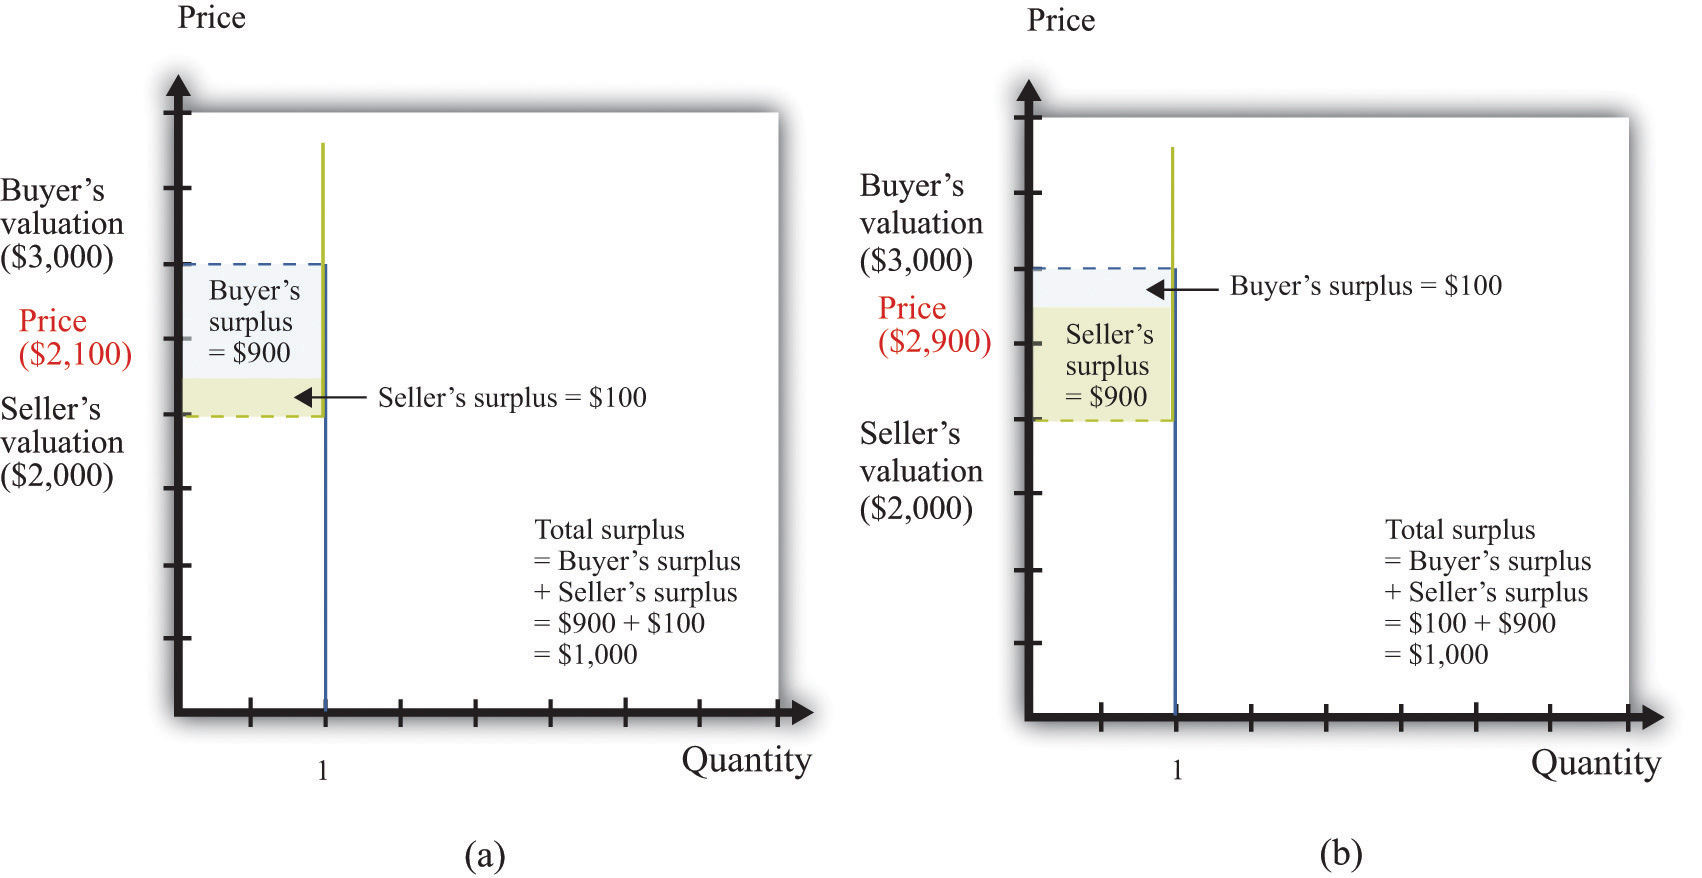 Price
Buyer’s
valuation
($3,000)
Price
($2,100)
Seller’s
valuation
($2,000)
Buyer’s
surplus
= $900
Seller’s surplus = $100
Total surplus
= Buyer’s surplus
+ Seller’s surplus
= $900 + $100
= $1,000
1
Quantity
(a)
Price
Buyer’s
valuation
($3,000)
Price
($2,900)
Seller’s
valuation
($2,000)
Buyer’s surplus = $100
Seller’s
surplus
= $900
Total surplus
= Buyer’s surplus
+ Seller’s surplus
= $100 + $900
= $1,000
1
Quantity
(b)